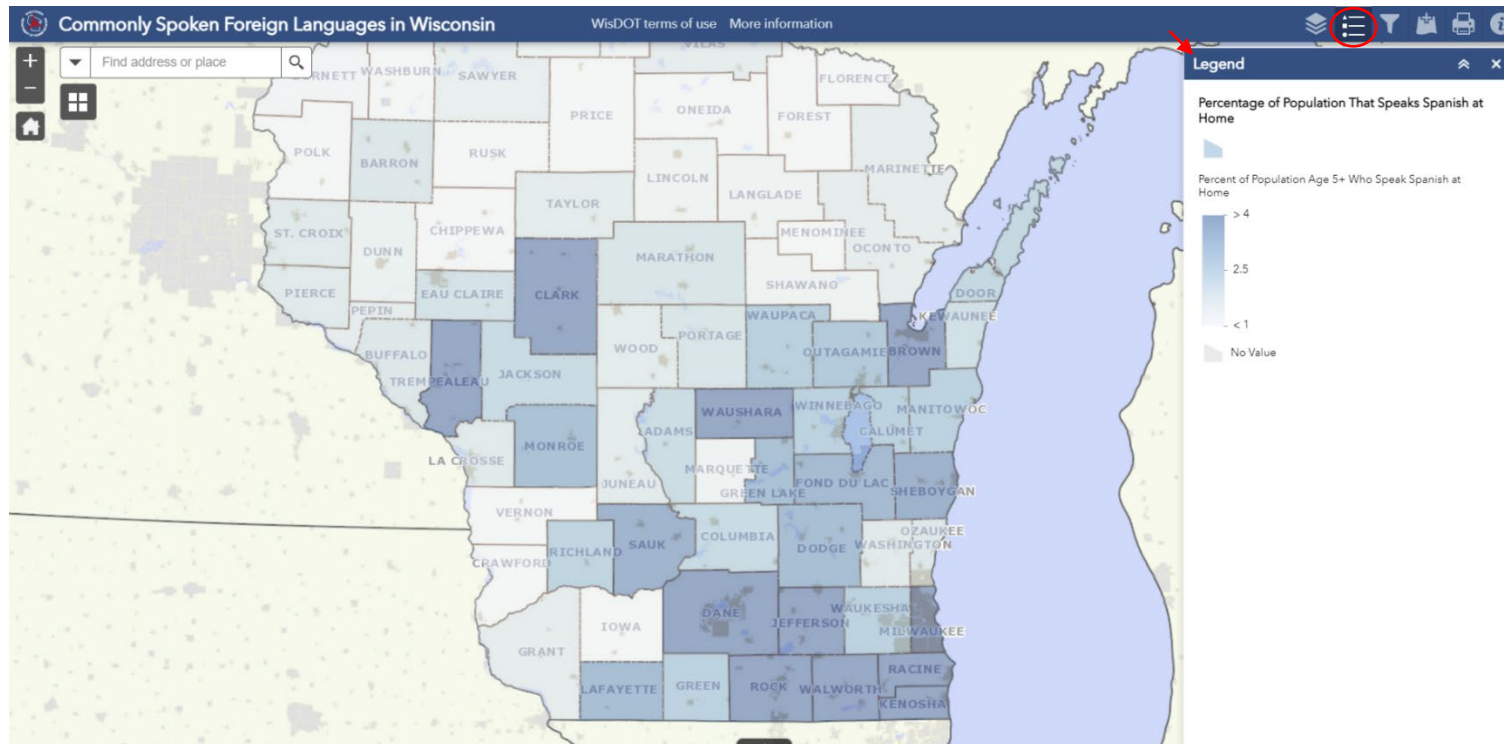 Commonly Spoken Foreign Languages in Wisconsin
WisDOT terms of use More information
+
Find address or place
−
Legend
Percentage of Population That Speaks Spanish at
Home
Percent of Population Age 5+ Who Speak Spanish at
Home
> 4
2.5
< 1
No Value
VILAS
WASHBURN
SAWYER
FLORENCE
PRICE
ONEIDA
FOREST
POLK
BARRON
RUSK
LINCOLN
LANGLADE
MARINETTE
TAYLOR
ST. CROIX
DUNN
CHIPPEWA
MENOMINEE
OCONTO
MARATHON
PIERCE
EAU CLAIRE
CLARK
SHAWANO
DOOR
PEPIN
WAUPACA
KEWAUNEE
BUFFALO
WOOD
PORTAGE
OUTAGAMIE
BROWN
TREMPEALEAU
JACKSON
WAUSHARA
WINNEBAGO
MANITOWOC
ADAMS
CALUMET
MONROE
LA CROSSE
JUNEAU
MARQUETTE
GREEN LAKE
FOND DU LAC
SHEBOYGAN
VERNON
RICHLAND
SAUK
COLUMBIA
DODGE
WASHINGTON
OZAUKEE
CRAWFORD
DANE
JEFFERSON
WAUKESHA
MILWAUKEE
IOWA
GRANT
LAFAYETTE
GREEN
ROCK
WALWORTH
RACINE
KENOSHA